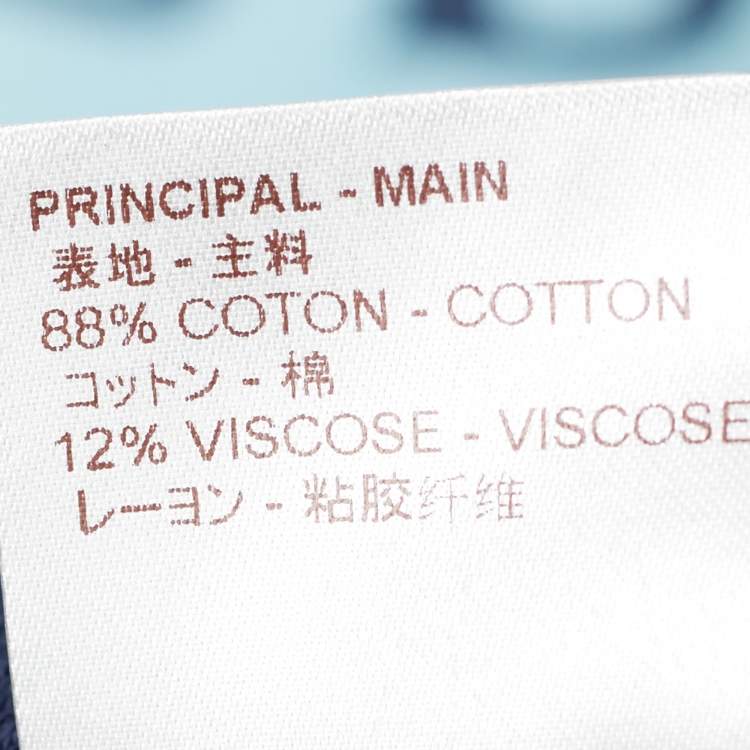 PRINCIPAL - MAIN
表地 - 主料
88% COTON - COTTON
コットン - 棉
12% VISCOSE - VISCOSE
レーヨン - 粘胶纤维